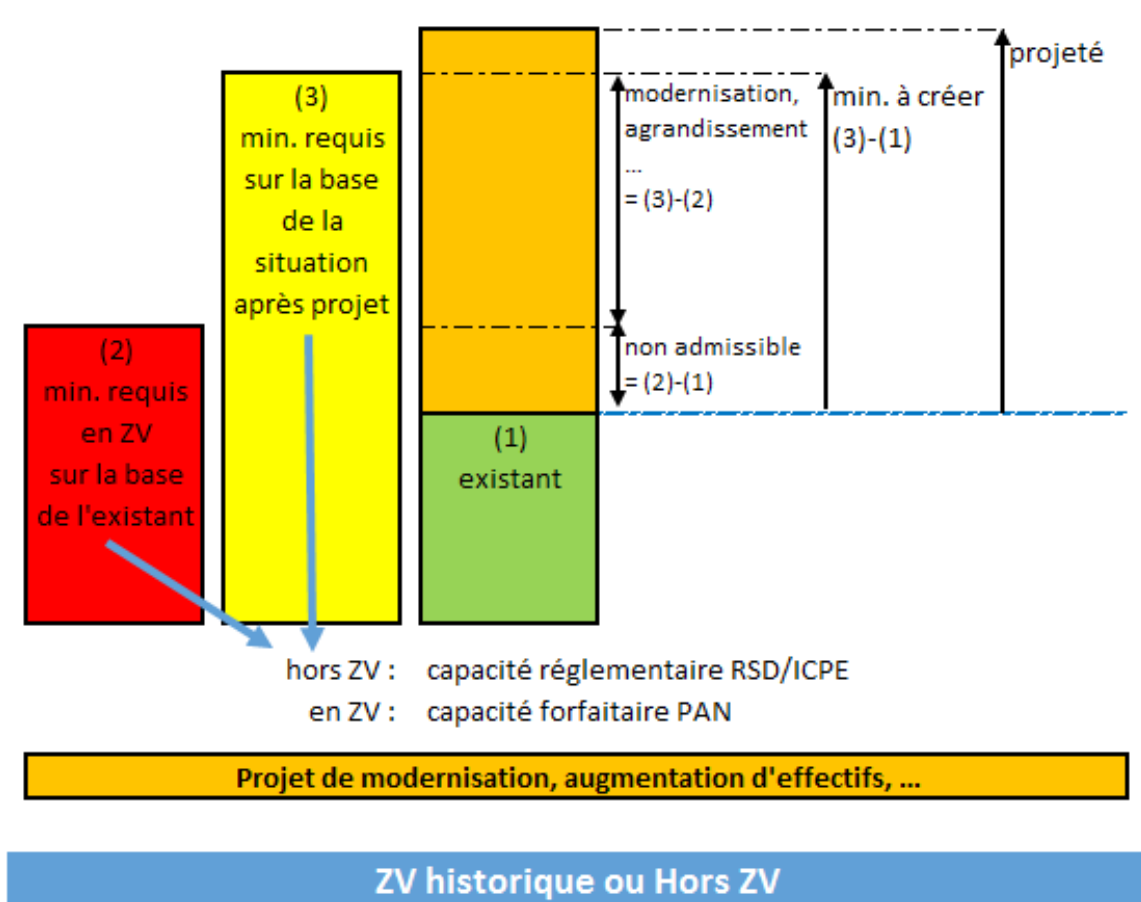 projeté
(3)
min. requis
sur la base
de la
situation
après projet
modernisation,
agrandissement
...
= (3)-(2)
min. à créer
(3)-(1)
(2)
min. requis
en ZV
sur la base
de l'existant
non admissible
= (2)-(1)
(1)
existant
hors ZV : capacité réglementaire RSD/ICPE
en ZV : capacité forfaitaire PAN
Projet de modernisation, augmentation d'effectifs, ...
ZV historique ou Hors ZV